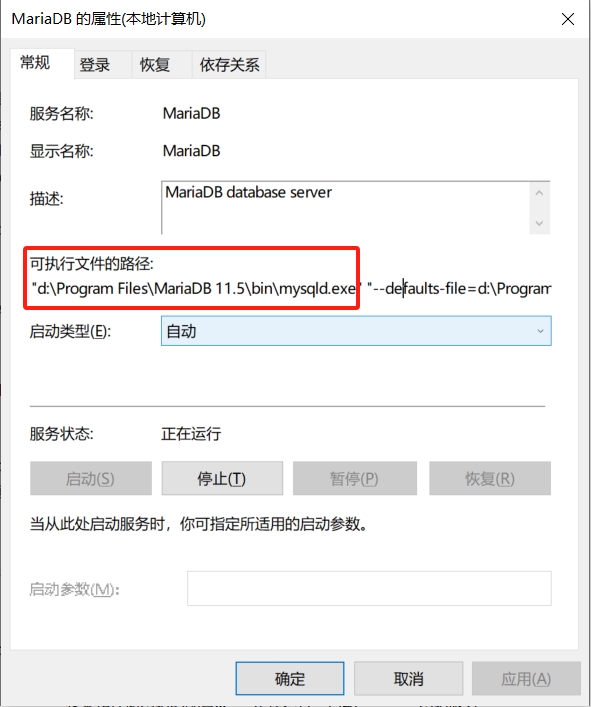 MariaDB 的属性(本地计算机)
常规 登录 恢复 依存关系
服务名称: MariaDB
显示名称: MariaDB
描述: MariaDB database server
可执行文件的路径:
"d:\Program Files\MariaDB 11.5\bin\mysqld.exe" "--defaults-file=d:\Program
启动类型(E): 自动
服务状态: 正在运行
启动(S) 停止(T) 暂停(P) 恢复(R)
当从此处启动服务时，你可指定所适用的启动参数。
启动参数(M):
确定 取消 应用(A)